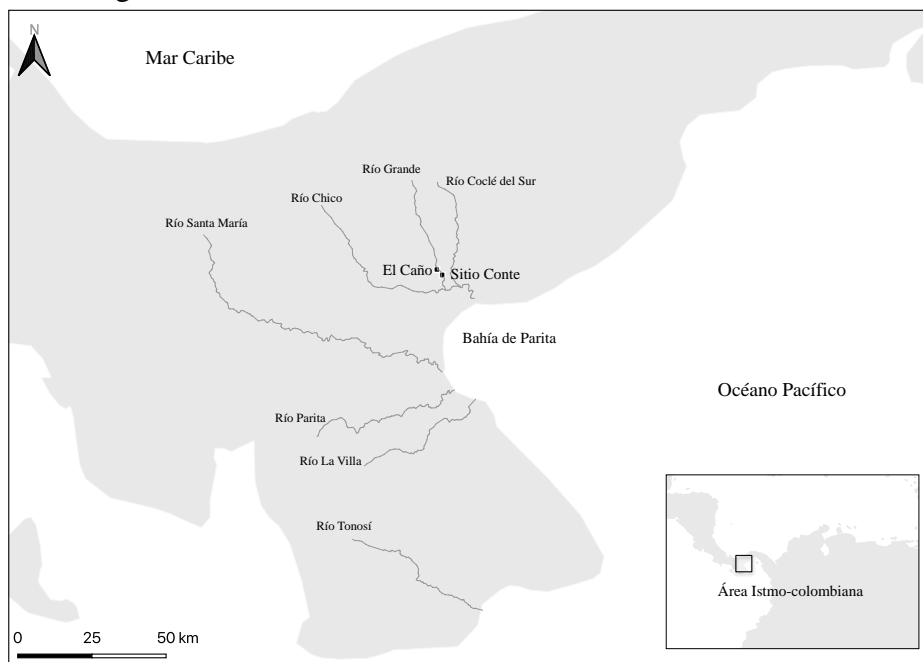 N
Mar Caribe
Río Grande
Río Coclé del Sur
Río Chico
Río Santa María
El Caño
Sitio Conte
Bahía de Parita
Océano Pacífico
Río Parita
Río La Villa
Río Tonosí
Área Istmo-colombiana
0 25 50 km